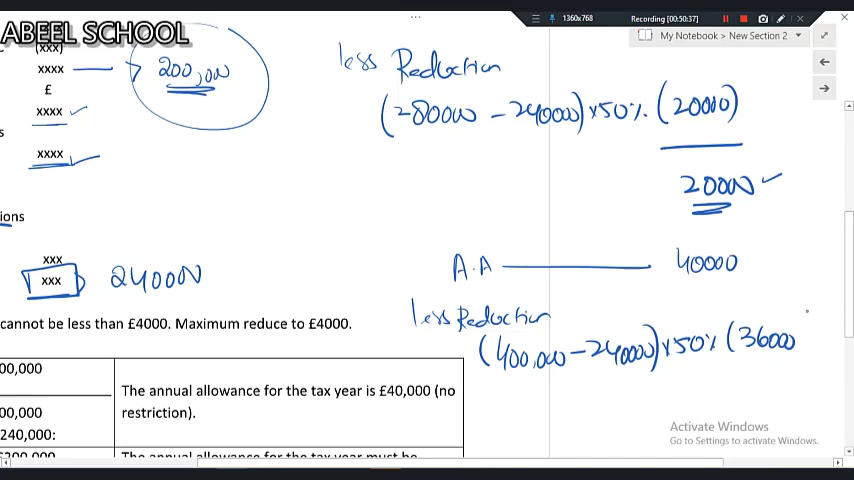 1360x768
Recording [00:50:37]
ABEEL SCHOOL
My Notebook > New Section 2
(xxx)
xxxx
200,000
£
xxxx
s
xxxx
less Reduction
(280000 - 240000) x 50% (20000)
20000
ions
xxx
xxx
240000
A.A 40000
less Reduction
(400,000 - 240000) x 50% (36000
cannot be less than £4000. Maximum reduce to £4000.
00,000
The annual allowance for the tax year is £40,000 (no
restriction).
00,000
240,000:
Activate Windows
Go to Settings to activate Windows.
£200,000
The annual allowance for the tax year must be